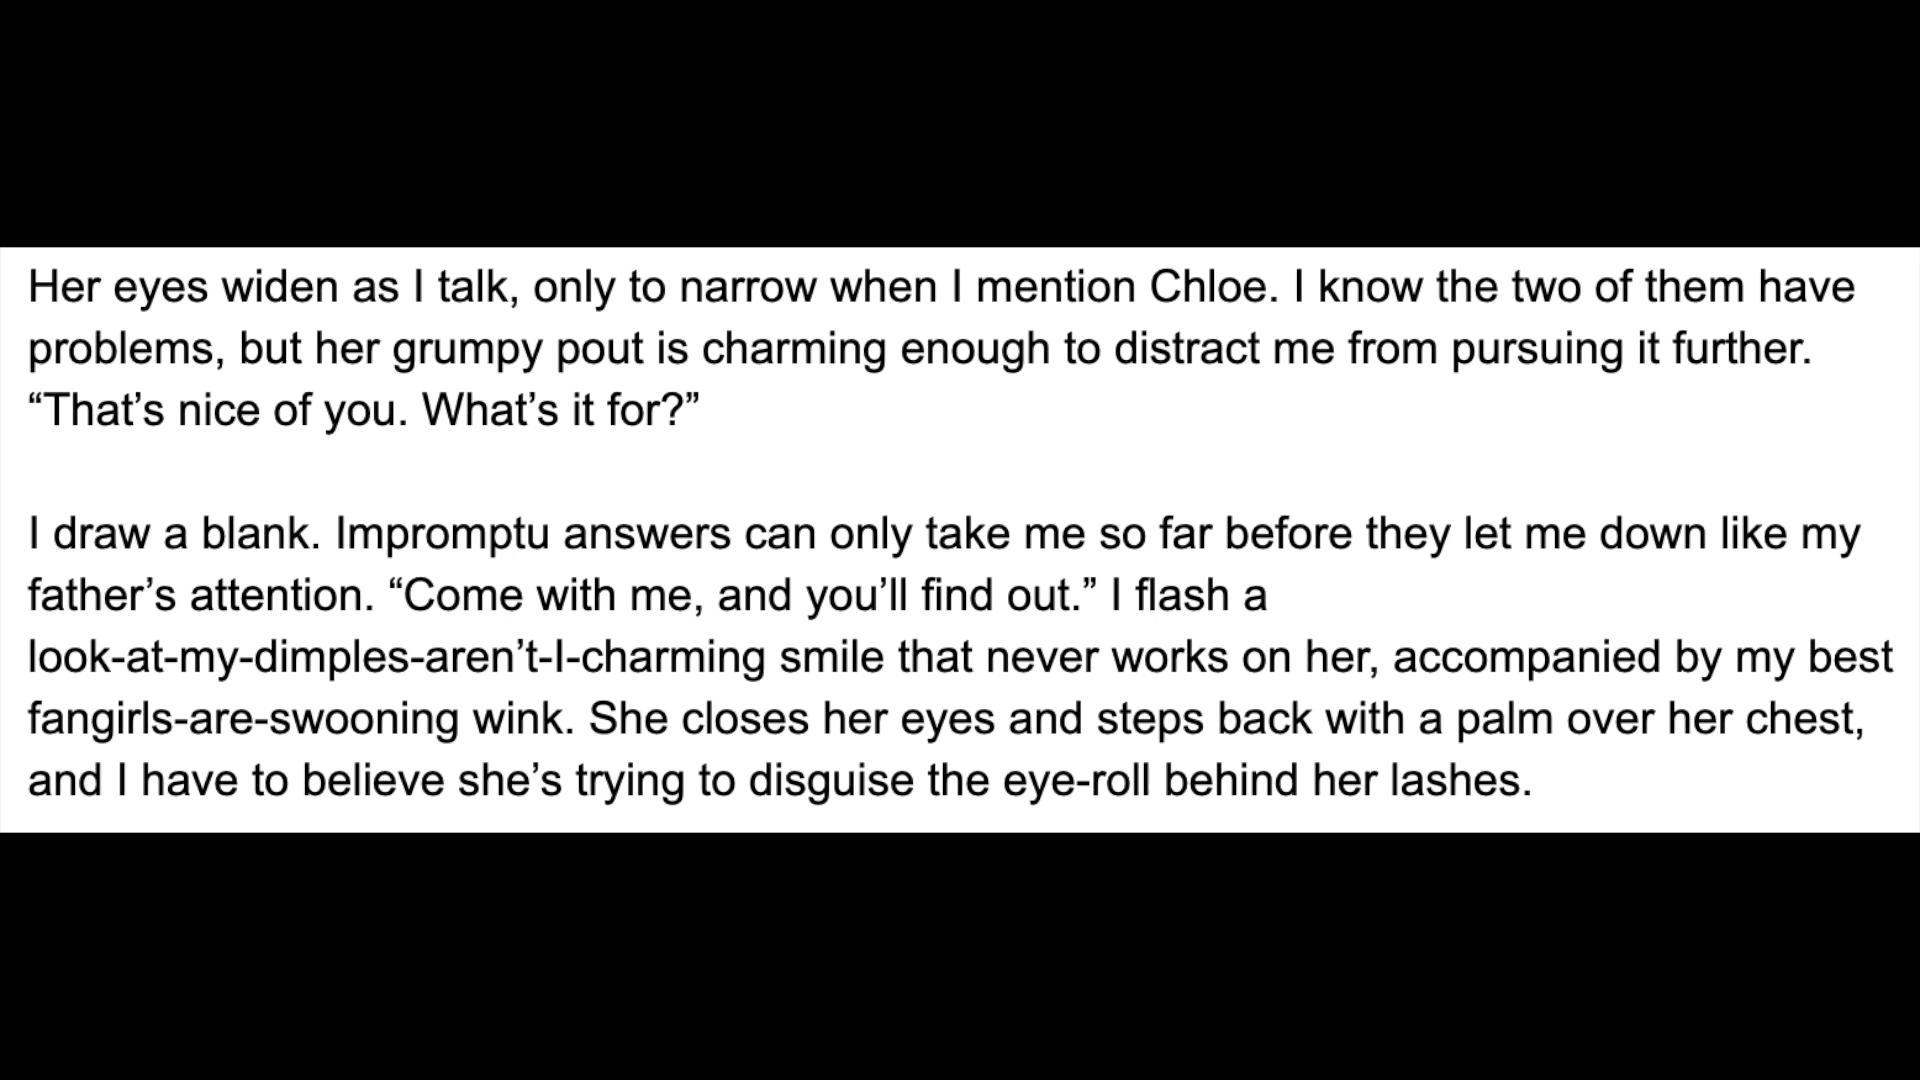 Her eyes widen as I talk, only to narrow when I mention Chloe. I know the two of them have
problems, but her grumpy pout is charming enough to distract me from pursuing it further.
“That’s nice of you. What’s it for?”
I draw a blank. Impromptu answers can only take me so far before they let me down like my
father’s attention. “Come with me, and you’ll find out.” I flash a
look-at-my-dimples-aren’t-I-charming smile that never works on her, accompanied by my best
fangirls-are-swooning wink. She closes her eyes and steps back with a palm over her chest,
and I have to believe she’s trying to disguise the eye-roll behind her lashes.